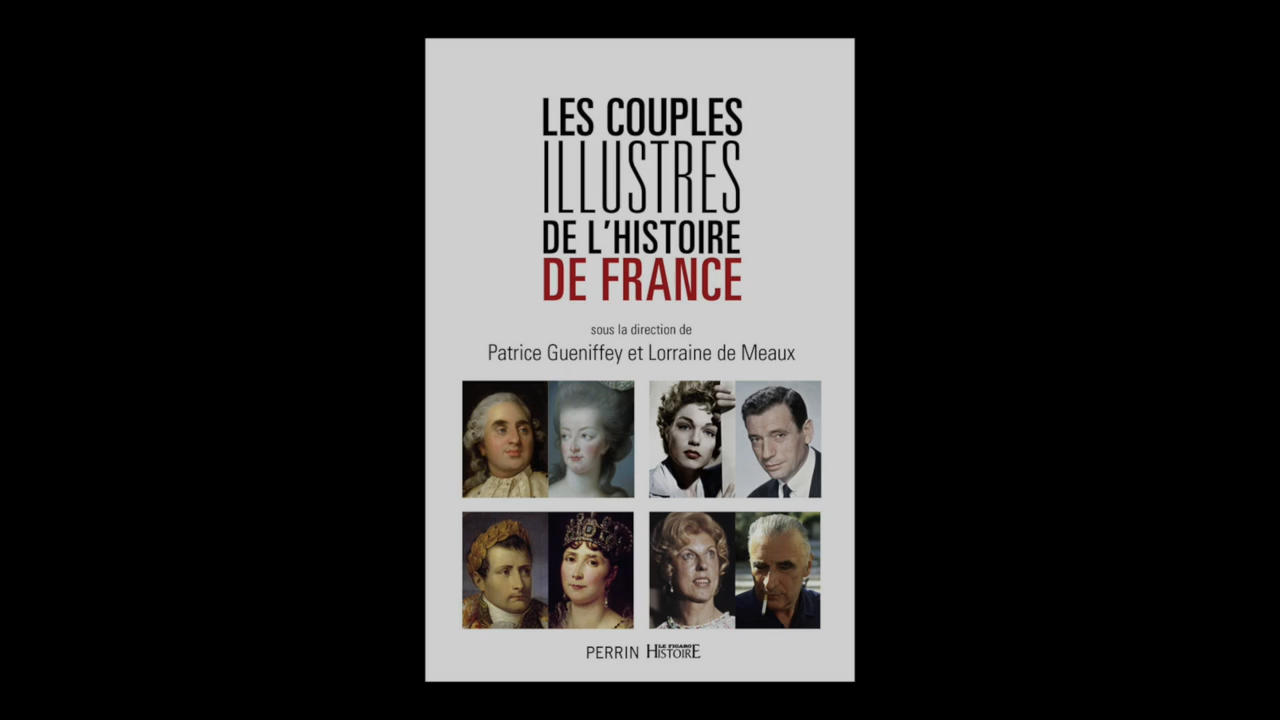 LES COUPLES
ILLUSTRES
DE L’HISTOIRE
DE FRANCE
sous la direction de
Patrice Gueniffey et Lorraine de Meaux
PERRIN LE FIGARO HISTOIRE